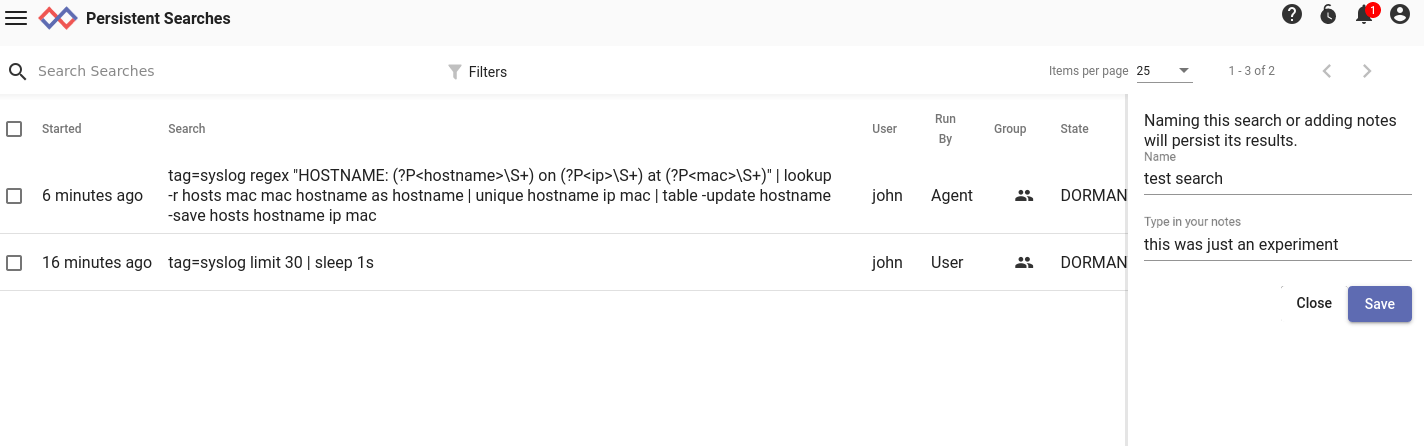 Persistent Searches
1
Search Searches
Filters
Items per page 25
1 - 3 of 2
Started
Search
User
Run
By
Group
State
6 minutes ago
tag=syslog regex "HOSTNAME: (?P<hostname>\S+) on (?P<ip>\S+) at (?P<mac>\S+)" | lookup
-r hosts mac mac hostname as hostname | unique hostname ip mac | table -update hostname
-save hosts hostname ip mac
john
Agent
DORMAN
16 minutes ago
tag=syslog limit 30 | sleep 1s
john
User
DORMAN
Naming this search or adding notes
will persist its results.
Name
test search
Type in your notes
this was just an experiment
Close
Save